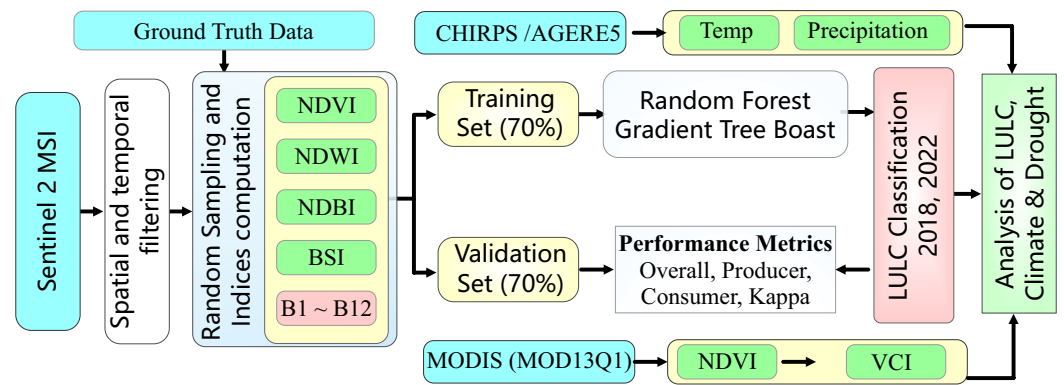 Ground Truth Data
CHIRPS /AGERE5
Temp
Precipitation
Sentinel 2 MSI
Spatial and temporal
filtering
Random Sampling and
Indices computation
NDVI
NDWI
NDBI
BSI
B1 ~ B12
Training
Set (70%)
Random Forest
Gradient Tree Boast
Validation
Set (70%)
Performance Metrics
Overall, Producer,
Consumer, Kappa
LULC Classification
2018, 2022
Analysis of LULC,
Climate & Drought
MODIS (MOD13Q1)
NDVI
VCI